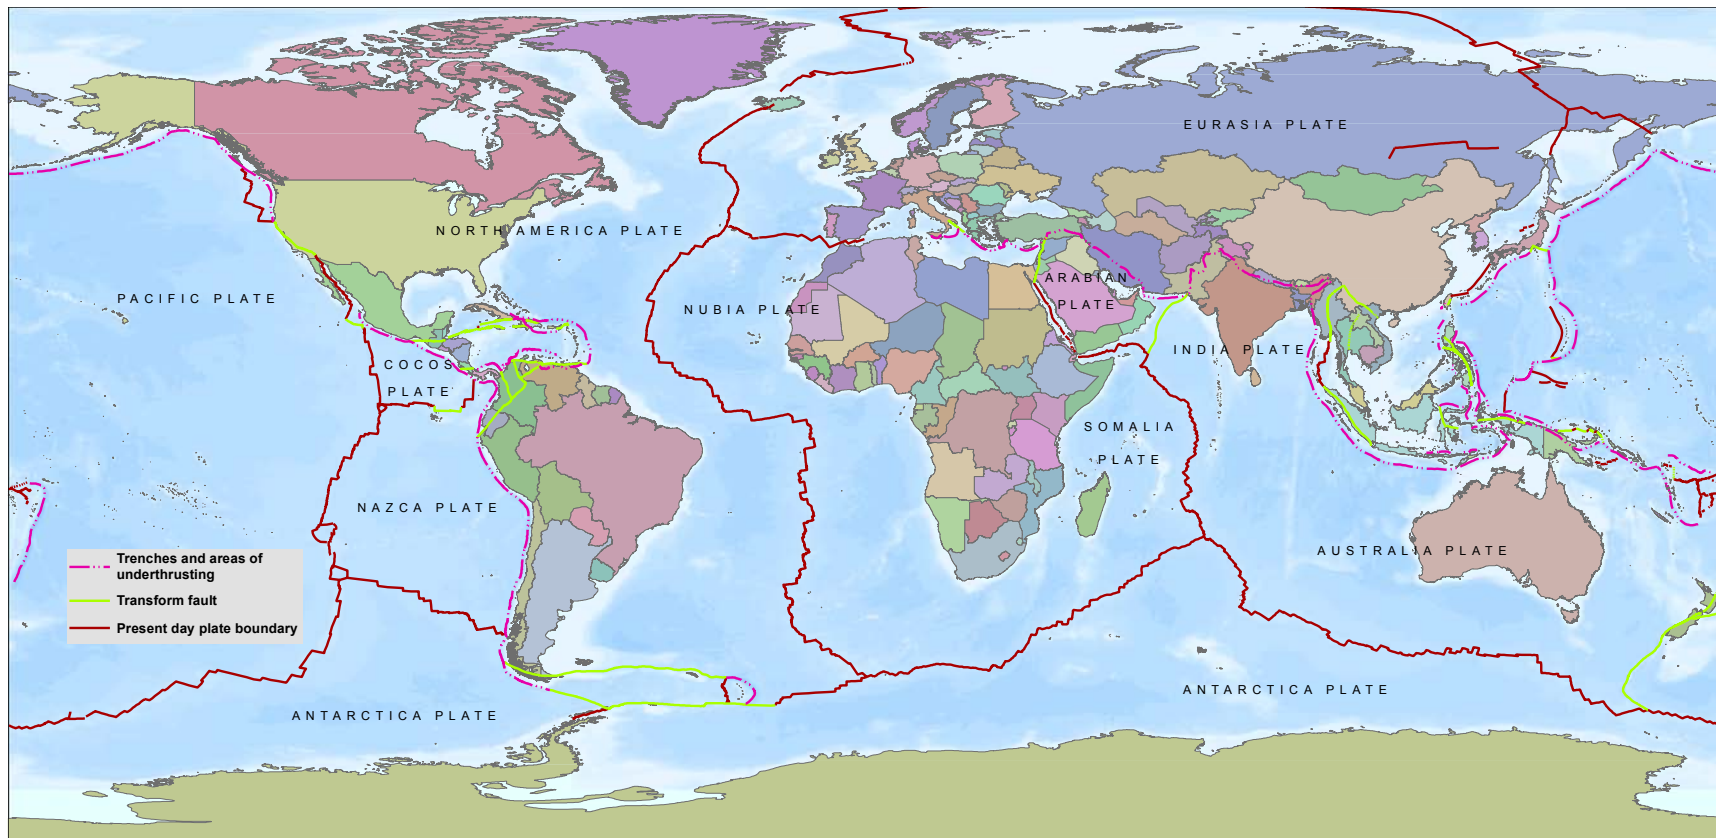 EURASIA PLATE
NORTH AMERICA PLATE
ARABIAN
PLATE
PACIFIC PLATE
NUBIA PLATE
INDIA PLATE
COCOS
PLATE
SOMALIA
PLATE
NAZCA PLATE
AUSTRALIA PLATE
Trenches and areas of
underthrusting
Transform fault
Present day plate boundary
ANTARCTICA PLATE
ANTARCTICA PLATE